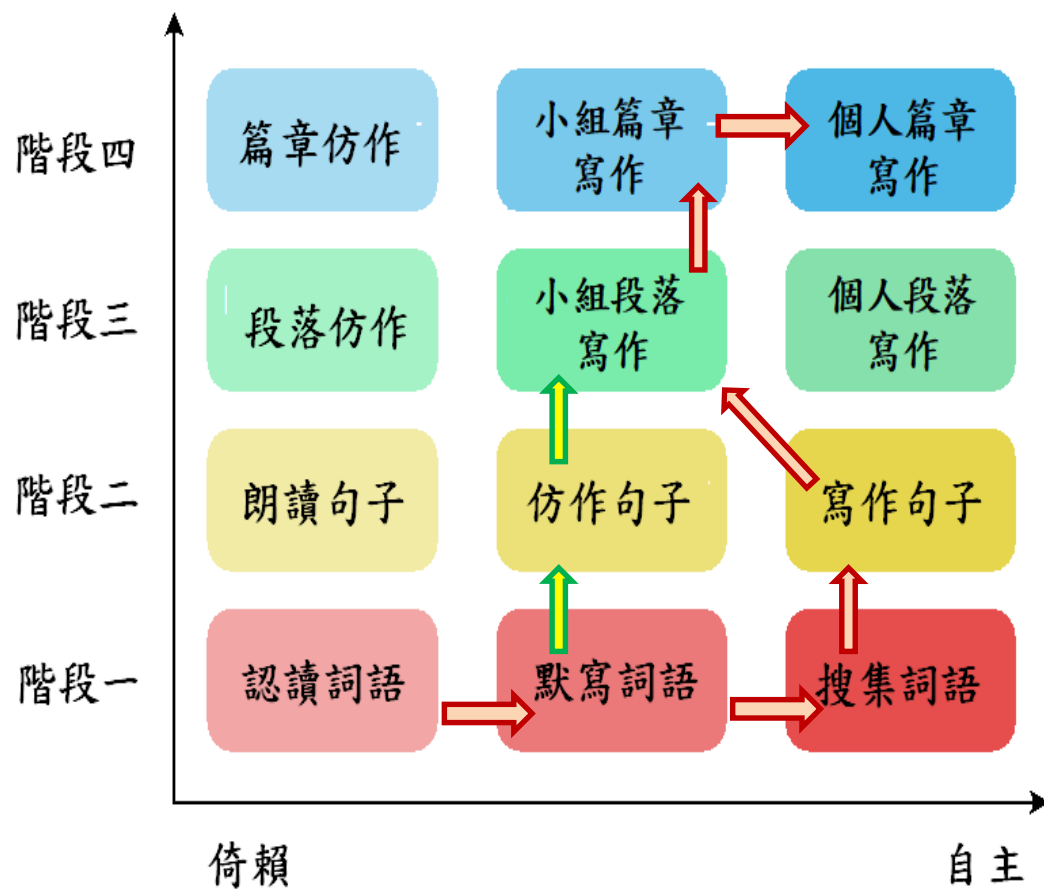 階段四
篇章仿作
小組篇章
寫作
個人篇章
寫作
階段三
段落仿作
小組段落
寫作
個人段落
寫作
階段二
朗讀句子
仿作句子
寫作句子
階段一
認讀詞語
默寫詞語
搜集詞語
倚賴
自主